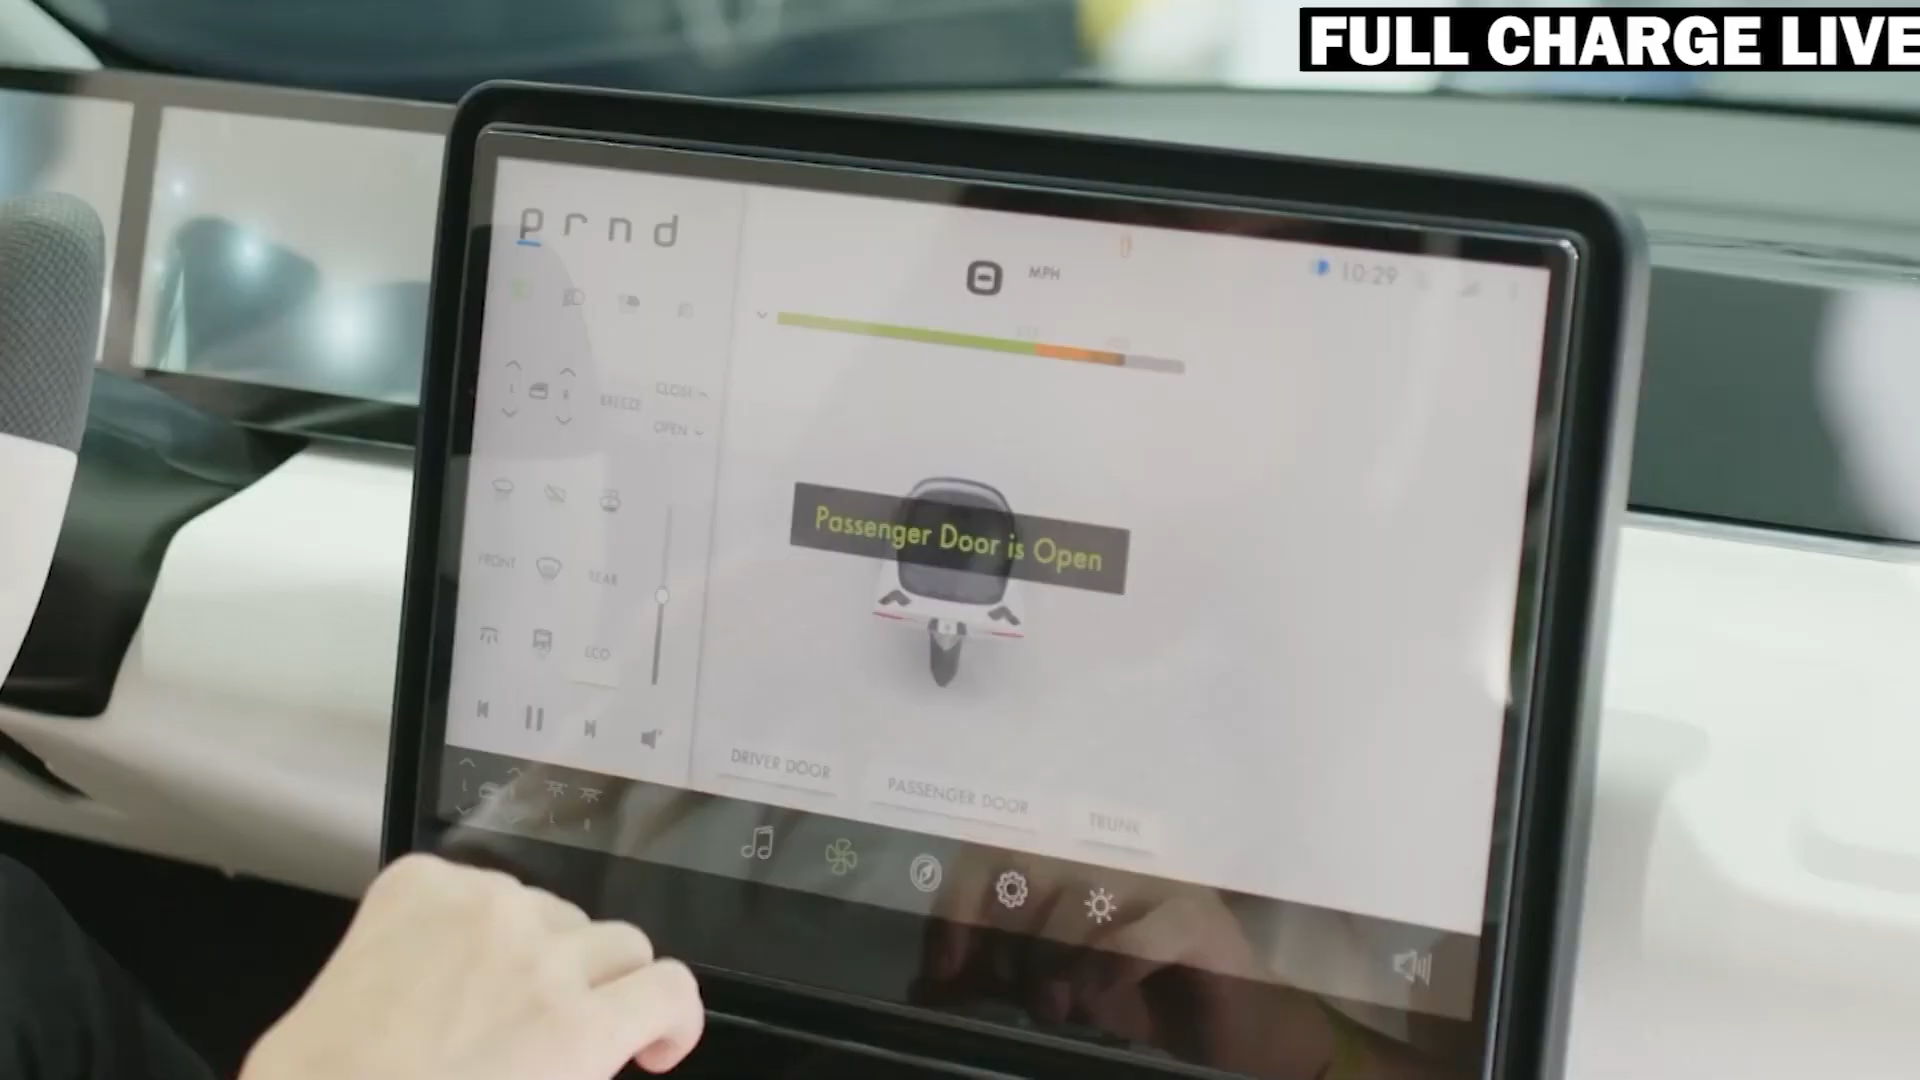 FULL CHARGE LIVE
p r n d
MPH
10:29
BREEZE
CLOSE
OPEN
Passenger Door is Open
FRONT
REAR
ECO
DRIVER DOOR
PASSENGER DOOR
TRUNK